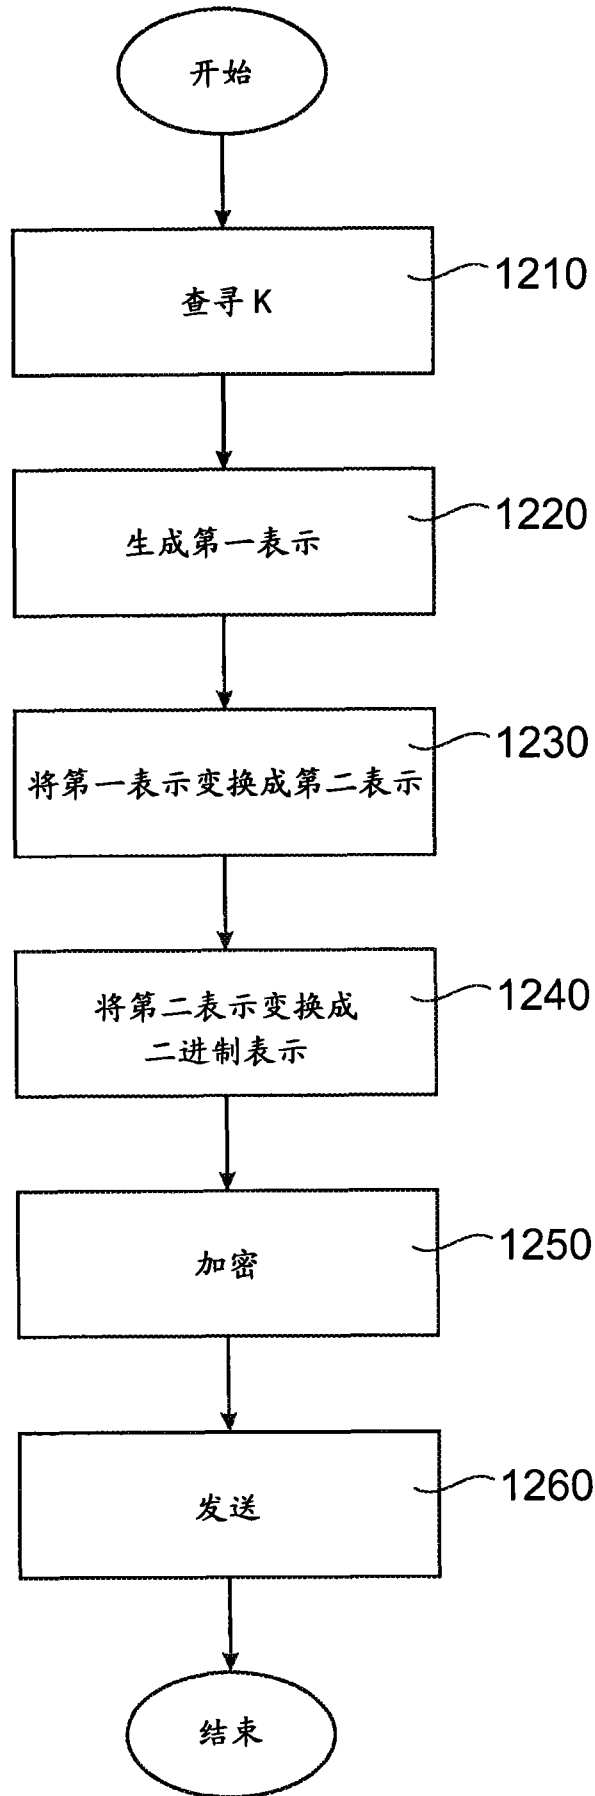 开始
查寻 K
1210
生成第一表示
1220
将第一表示变换成第二表示
1230
将第二表示变换成
二进制表示
1240
加密
1250
发送
1260
结束